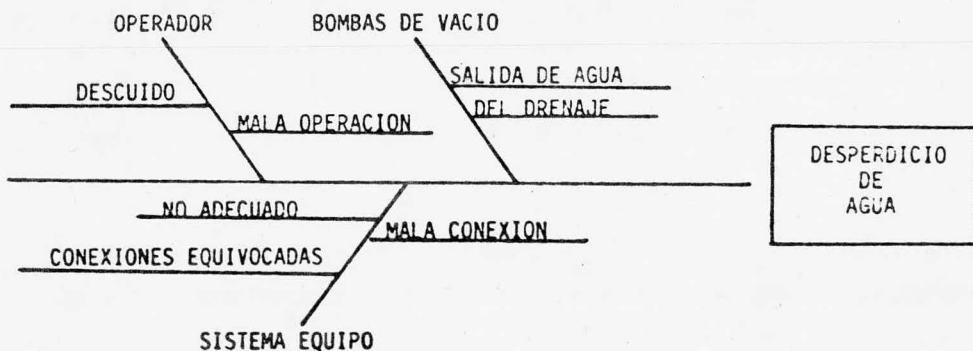 OPERADOR
BOMBAS DE VACIO
DESCUIDO
MALA OPERACION
SALIDA DE AGUA
DEL DRENAJE
DESPERDICIO
DE
AGUA
NO ADECUADO
MALA CONEXION
CONEXIONES EQUIVOCADAS
SISTEMA EQUIPO